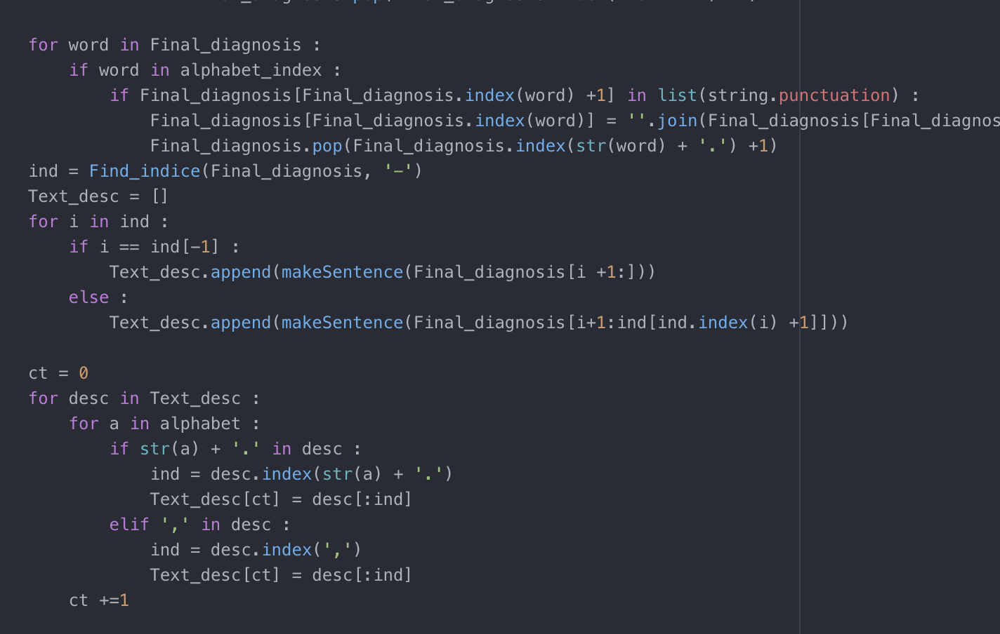 for word in Final_diagnosis :
    if word in alphabet_index :
        if Final_diagnosis[Final_diagnosis.index(word) +1] in list(string.punctuation) :
            Final_diagnosis[Final_diagnosis.index(word)] = ''.join(Final_diagnosis[Final_diagnos
            Final_diagnosis.pop(Final_diagnosis.index(str(word) + '.') +1)
ind = Find_indice(Final_diagnosis, '-')
Text_desc = []
for i in ind :
    if i == ind[-1] :
        Text_desc.append(makeSentence(Final_diagnosis[i +1:]))
    else :
        Text_desc.append(makeSentence(Final_diagnosis[i+1:ind[ind.index(i) +1]]))

ct = 0
for desc in Text_desc :
    for a in alphabet :
        if str(a) + '.' in desc :
            ind = desc.index(str(a) + '.')
            Text_desc[ct] = desc[:ind]
        elif ',' in desc :
            ind = desc.index(',')
            Text_desc[ct] = desc[:ind]
    ct +=1